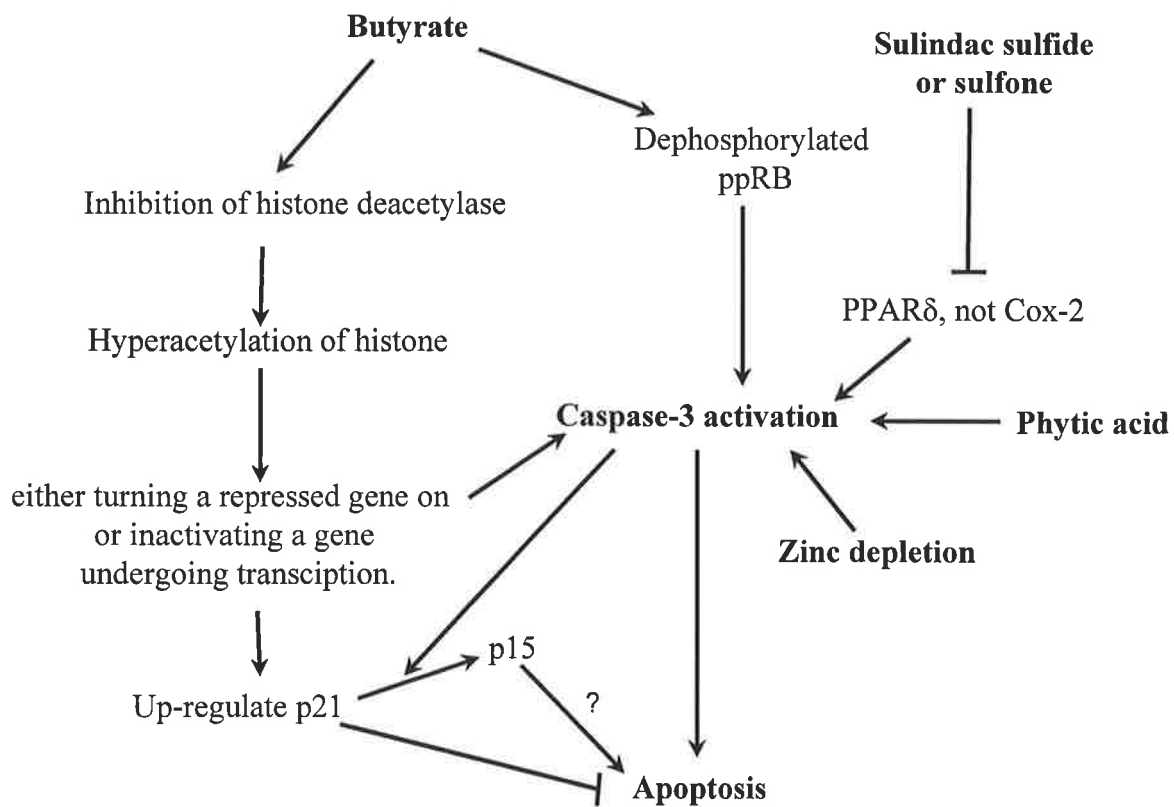 Butyrate
Sulindac sulfide
or sulfone
Dephosphorylated
ppRB
Inhibition of histone deacetylase
PPARδ, not Cox-2
Hyperacetylation of histone
Caspase-3 activation
Phytic acid
either turning a repressed gene on
or inactivating a gene
undergoing transciption.
Zinc depletion
p15
?
Up-regulate p21
Apoptosis